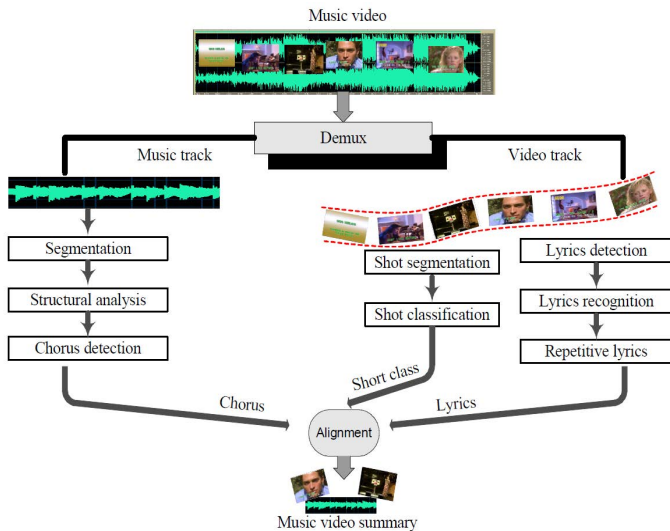 Music video
Demux
Music track
Video track
Segmentation
Structural analysis
Chorus detection
Shot segmentation
Shot classification
Lyrics detection
Lyrics recognition
Repetitive lyrics
Chorus
Short class
Lyrics
Alignment
Music video summary